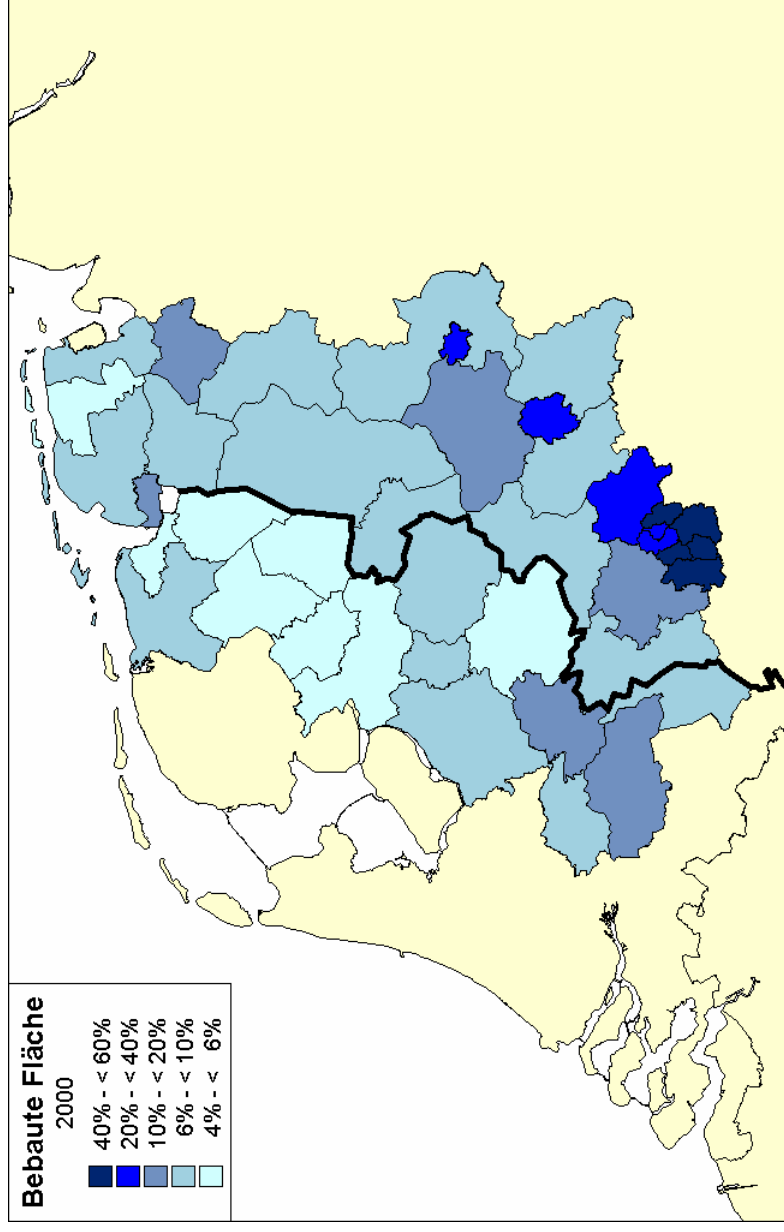 Bebaute Fläche
2000
40% - < 60%
20% - < 40%
10% - < 20%
6% - < 10%
4% - < 6%